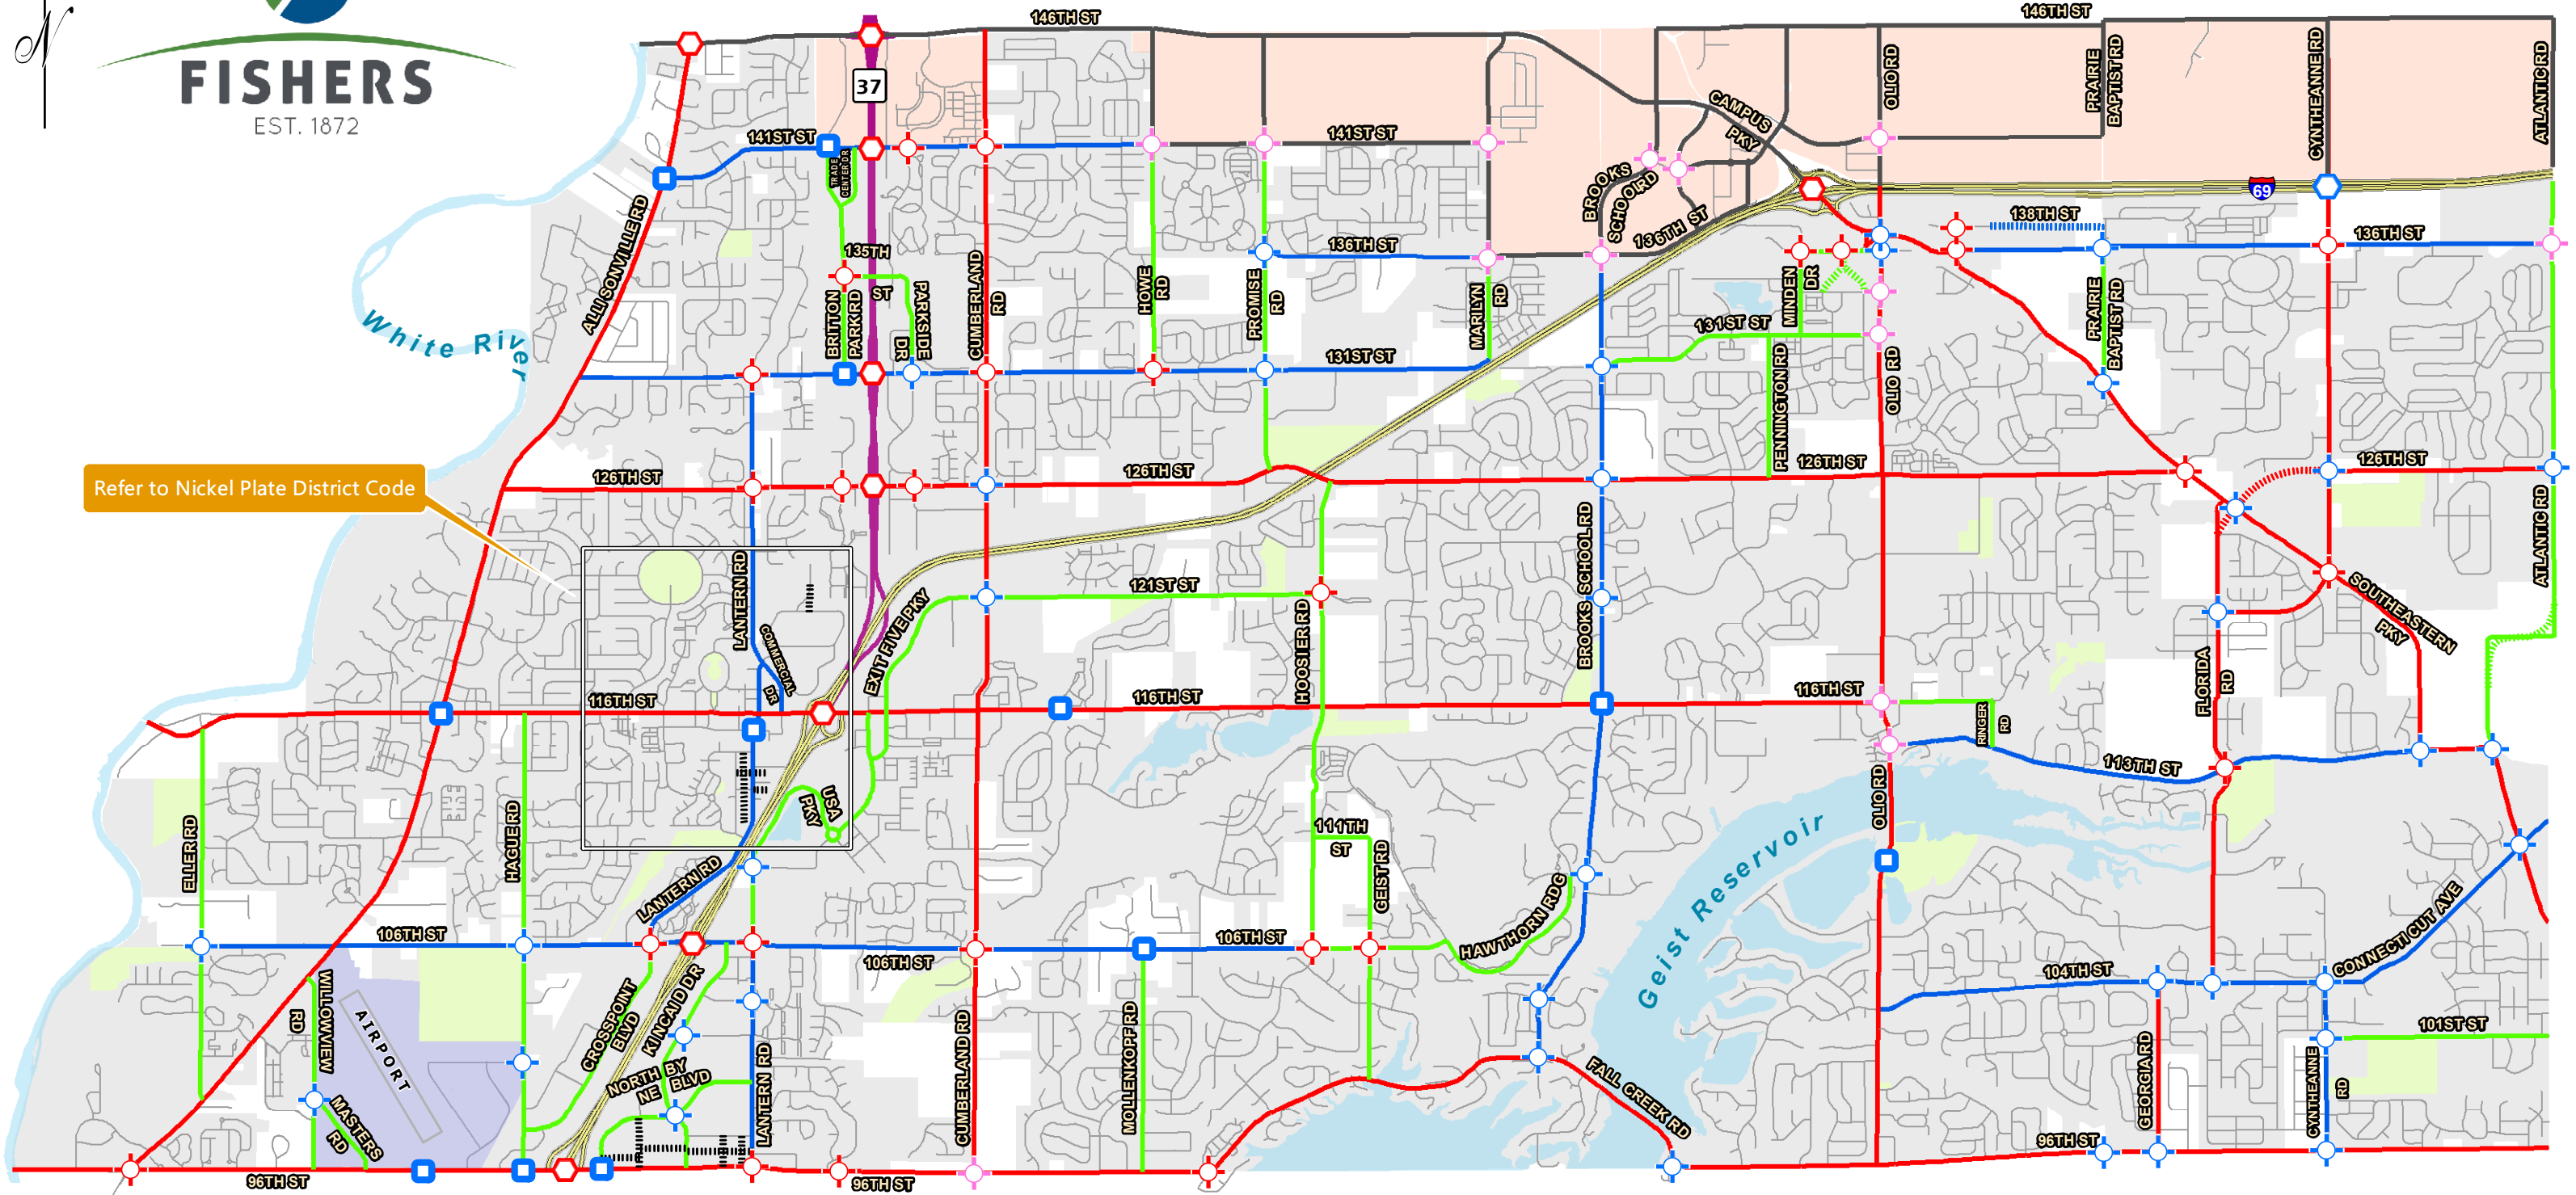 N
FISHERS
EST. 1872
146TH ST
146TH ST
37
141ST ST
TRADE
CENTER DR
141ST ST
CAMPUS
PKY
OLIO RD
PRAIRIE
BAPTIST RD
CYNTHEANNE RD
ATLANTIC RD
69
BROOKS
SCHOOL RD
136TH ST
138TH ST
136TH ST
136TH ST
ALLISONVILLE RD
White River
135TH
ST
BRITTON
PARK RD
PARKSIDE
DR
CUMBERLAND
RD
HOWE
RD
PROMISE
RD
MARILYN
RD
MINDEN
DR
131ST ST
131ST ST
PRAIRIE
BAPTIST RD
PENNINGTON RD
OLIO RD
Refer to Nickel Plate District Code
126TH ST
126TH ST
126TH ST
126TH ST
LANTERN RD
COMMERCIAL
DR
EXIT FIVE PKY
121ST ST
HOOSIER RD
BROOKS SCHOOL RD
ATLANTIC RD
SOUTHEASTERN
PKY
FLORIDA
RD
116TH ST
116TH ST
116TH ST
RINGER
RD
113TH ST
OLIO RD
ELLER RD
HAGUE RD
USA
PKY
LANTERN RD
111TH
ST
GEIST RD
HAWTHORN RDG
Geist Reservoir
106TH ST
106TH ST
106TH ST
104TH ST
CONNECTICUT AVE
WILLOWVIEW
RD
AIRPORT
CROSSPOINT
BLVD
KINCAID DR
NORTH BY
NE BLVD
LANTERN RD
CUMBERLAND RD
MOLLENKOPF RD
FALL CREEK RD
101ST ST
GEORGIA RD
CYNTHEANNE
RD
MASTERS
RD
96TH ST
96TH ST
96TH ST